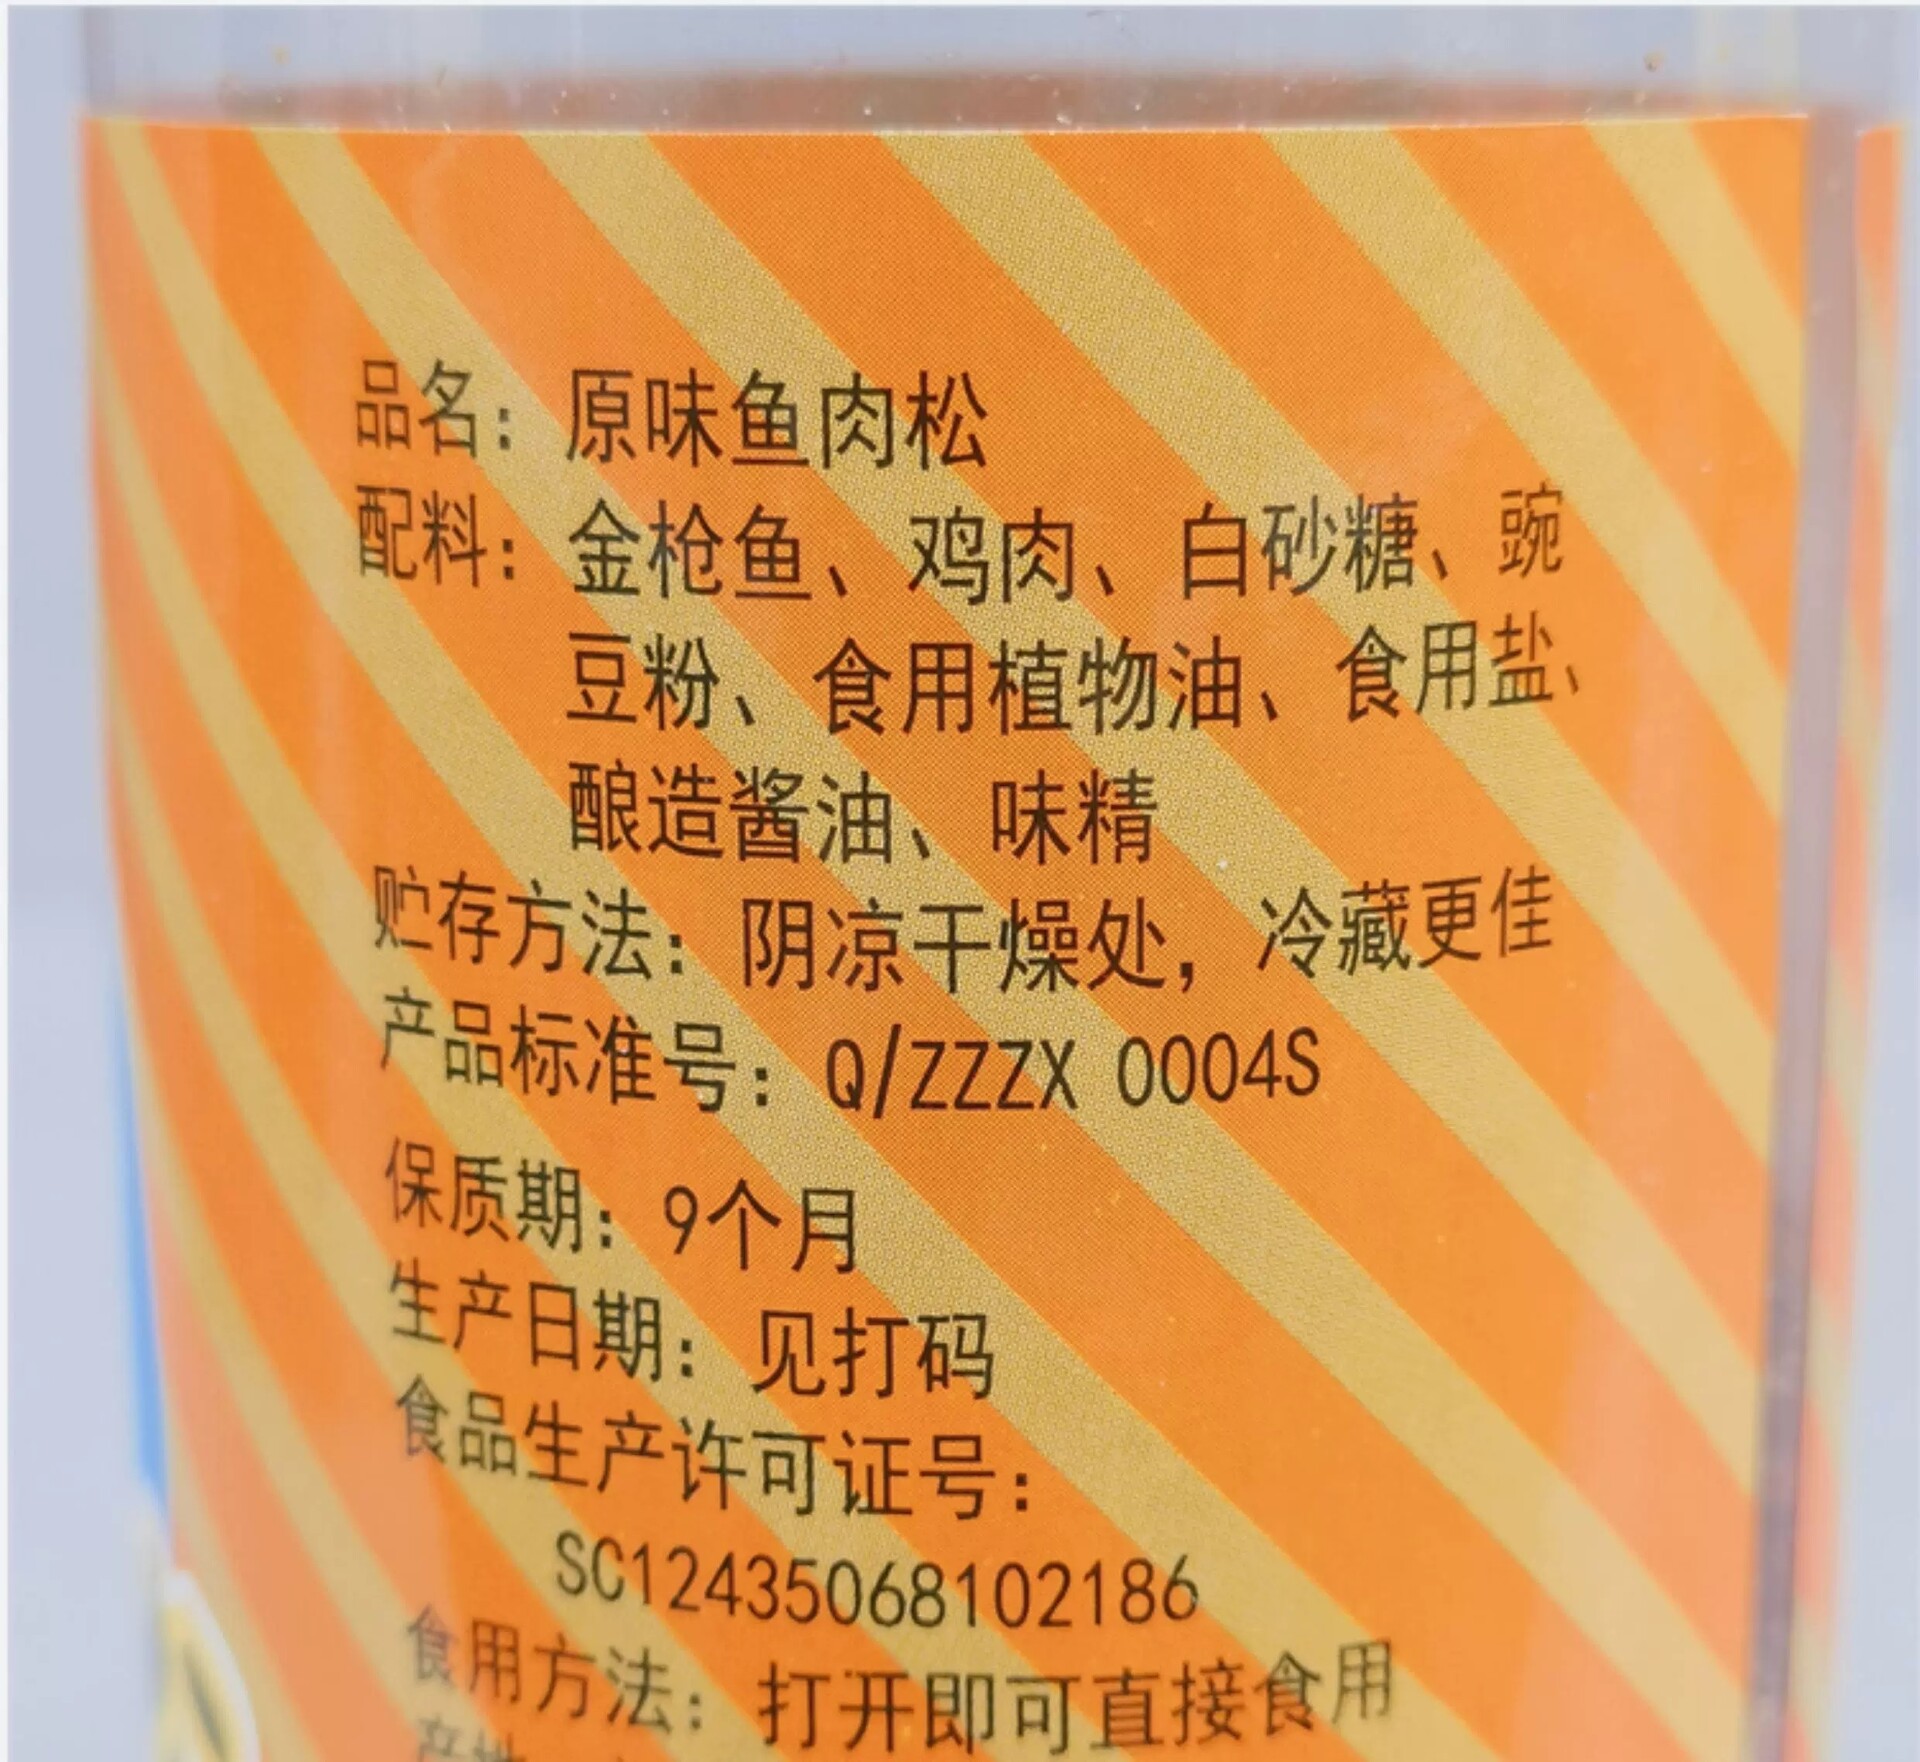 品名：原味鱼肉松
配料：金枪鱼、鸡肉、白砂糖、豌
豆粉、食用植物油、食用盐、
酿造酱油、味精
贮存方法：阴凉干燥处，冷藏更佳
产品标准号：Q/ZZZX 0004S
保质期：9个月
生产日期：见打码
食品生产许可证号：
SC12435068102186
食用方法：打开即可直接食用